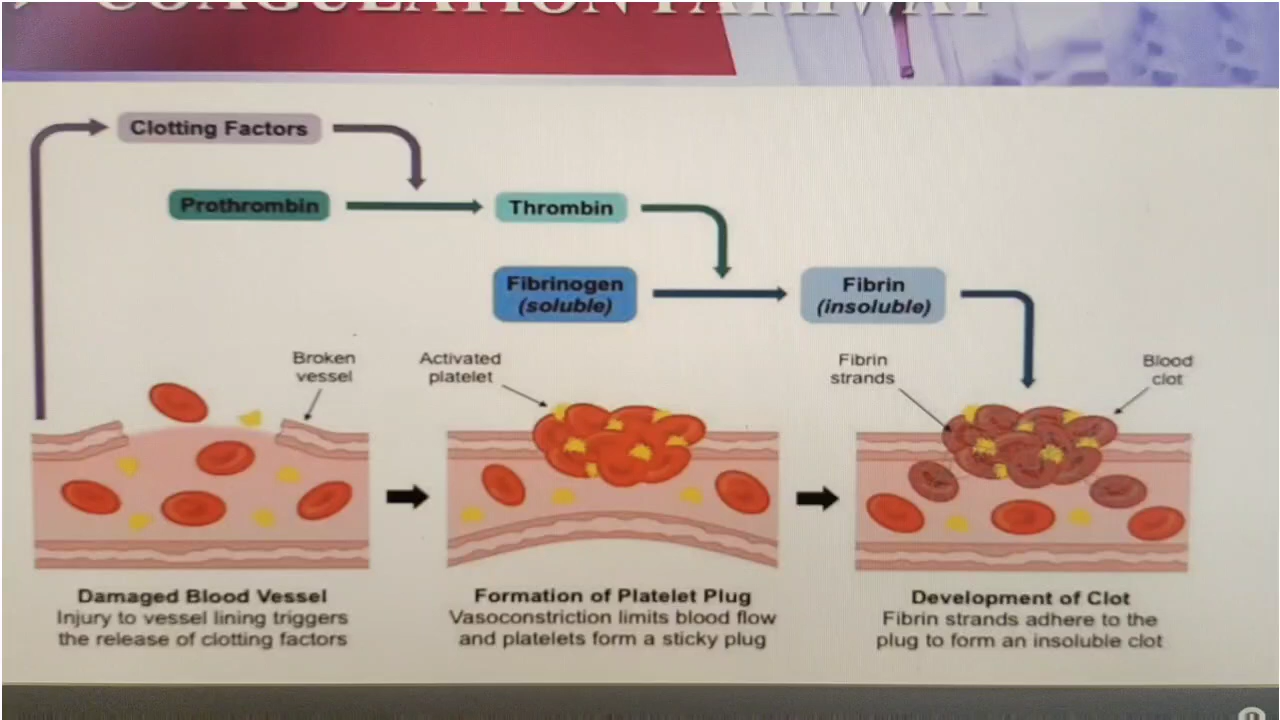 COAGULATION PATHWAY
Clotting Factors
Prothrombin
Thrombin
Fibrinogen
(soluble)
Fibrin
(insoluble)
Broken
vessel
Activated
platelet
Fibrin
strands
Blood
clot
Damaged Blood Vessel
Injury to vessel lining triggers
the release of clotting factors
Formation of Platelet Plug
Vasoconstriction limits blood flow
and platelets form a sticky plug
Development of Clot
Fibrin strands adhere to the
plug to form an insoluble clot